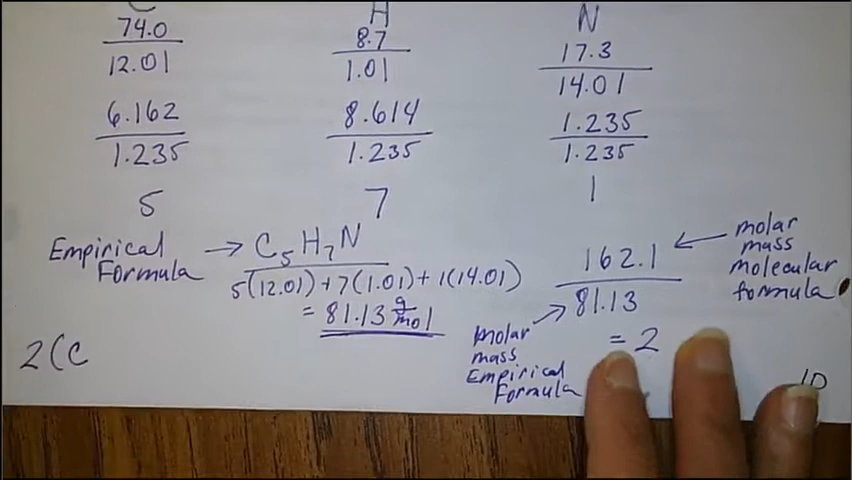 C H N
74.0 8.7 17.3
12.01 1.01 14.01
6.162 8.614 1.235
1.235 1.235 1.235
5 7 1
Empirical
Formula
C5H7N
5(12.01)+7(1.01)+1(14.01)
= 81.13 g/mol
162.1
81.13
= 2
molar
mass
molecular
formula
molar
mass
Empirical
Formula
2(C
10